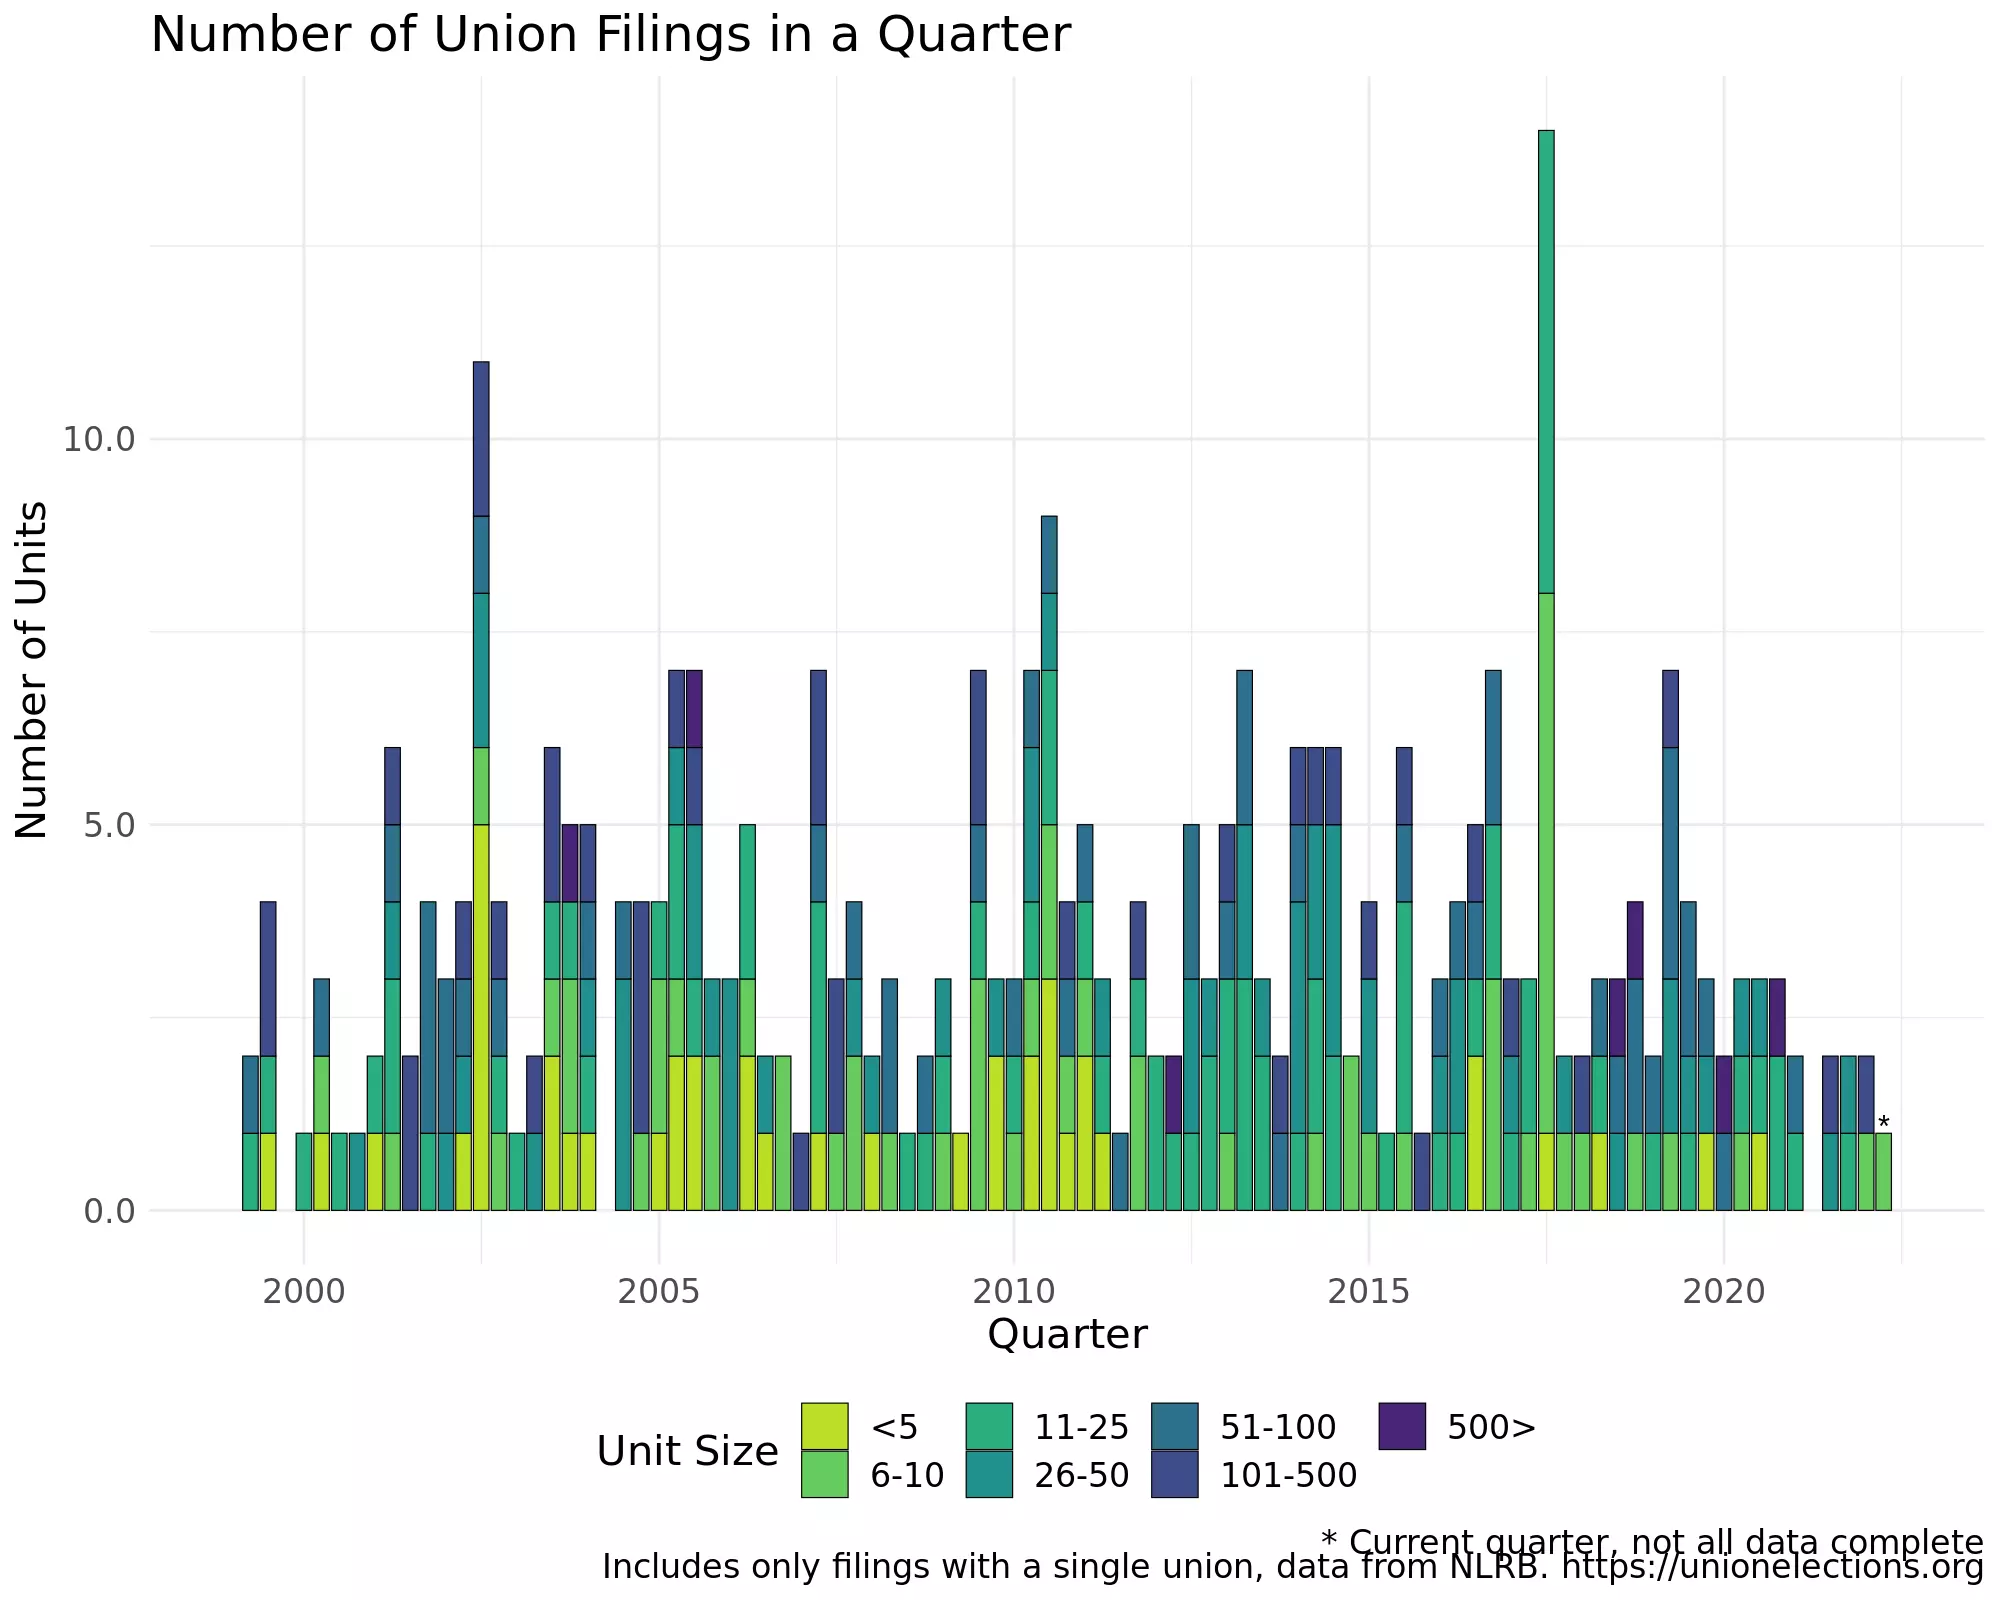 Number of Union Filings in a Quarter
Number of Units
10.0
5.0
0.0
2000 2005 2010 2015 2020
*
Quarter
Unit Size
<5 11-25 51-100 500>
6-10 26-50 101-500
* Current quarter, not all data complete
Includes only filings with a single union, data from NLRB. https://unionelections.org